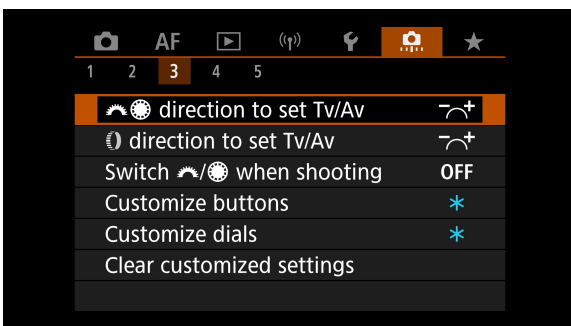 AF
1 2 3 4 5
direction to set Tv/Av -+
direction to set Tv/Av -+
Switch / when shooting OFF
Customize buttons *
Customize dials *
Clear customized settings